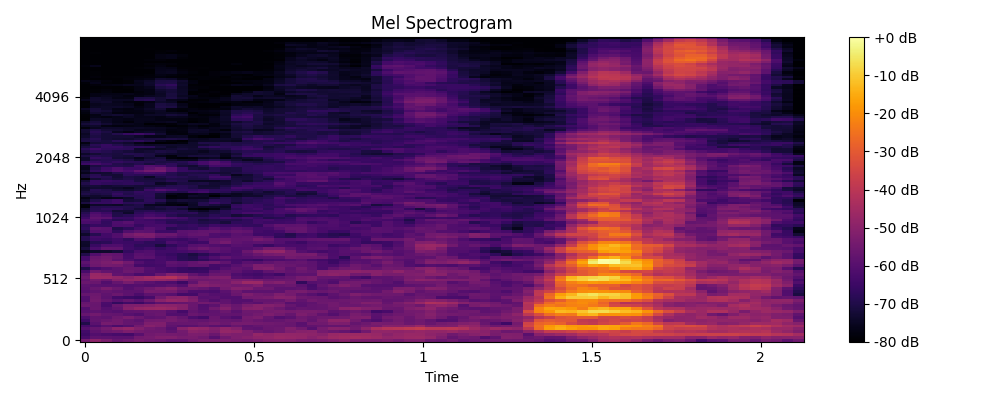 Mel Spectrogram
+0 dB
-10 dB
-20 dB
-30 dB
-40 dB
-50 dB
-60 dB
-70 dB
-80 dB
4096
2048
1024
512
0
Hz
0
0.5
1
1.5
2
Time